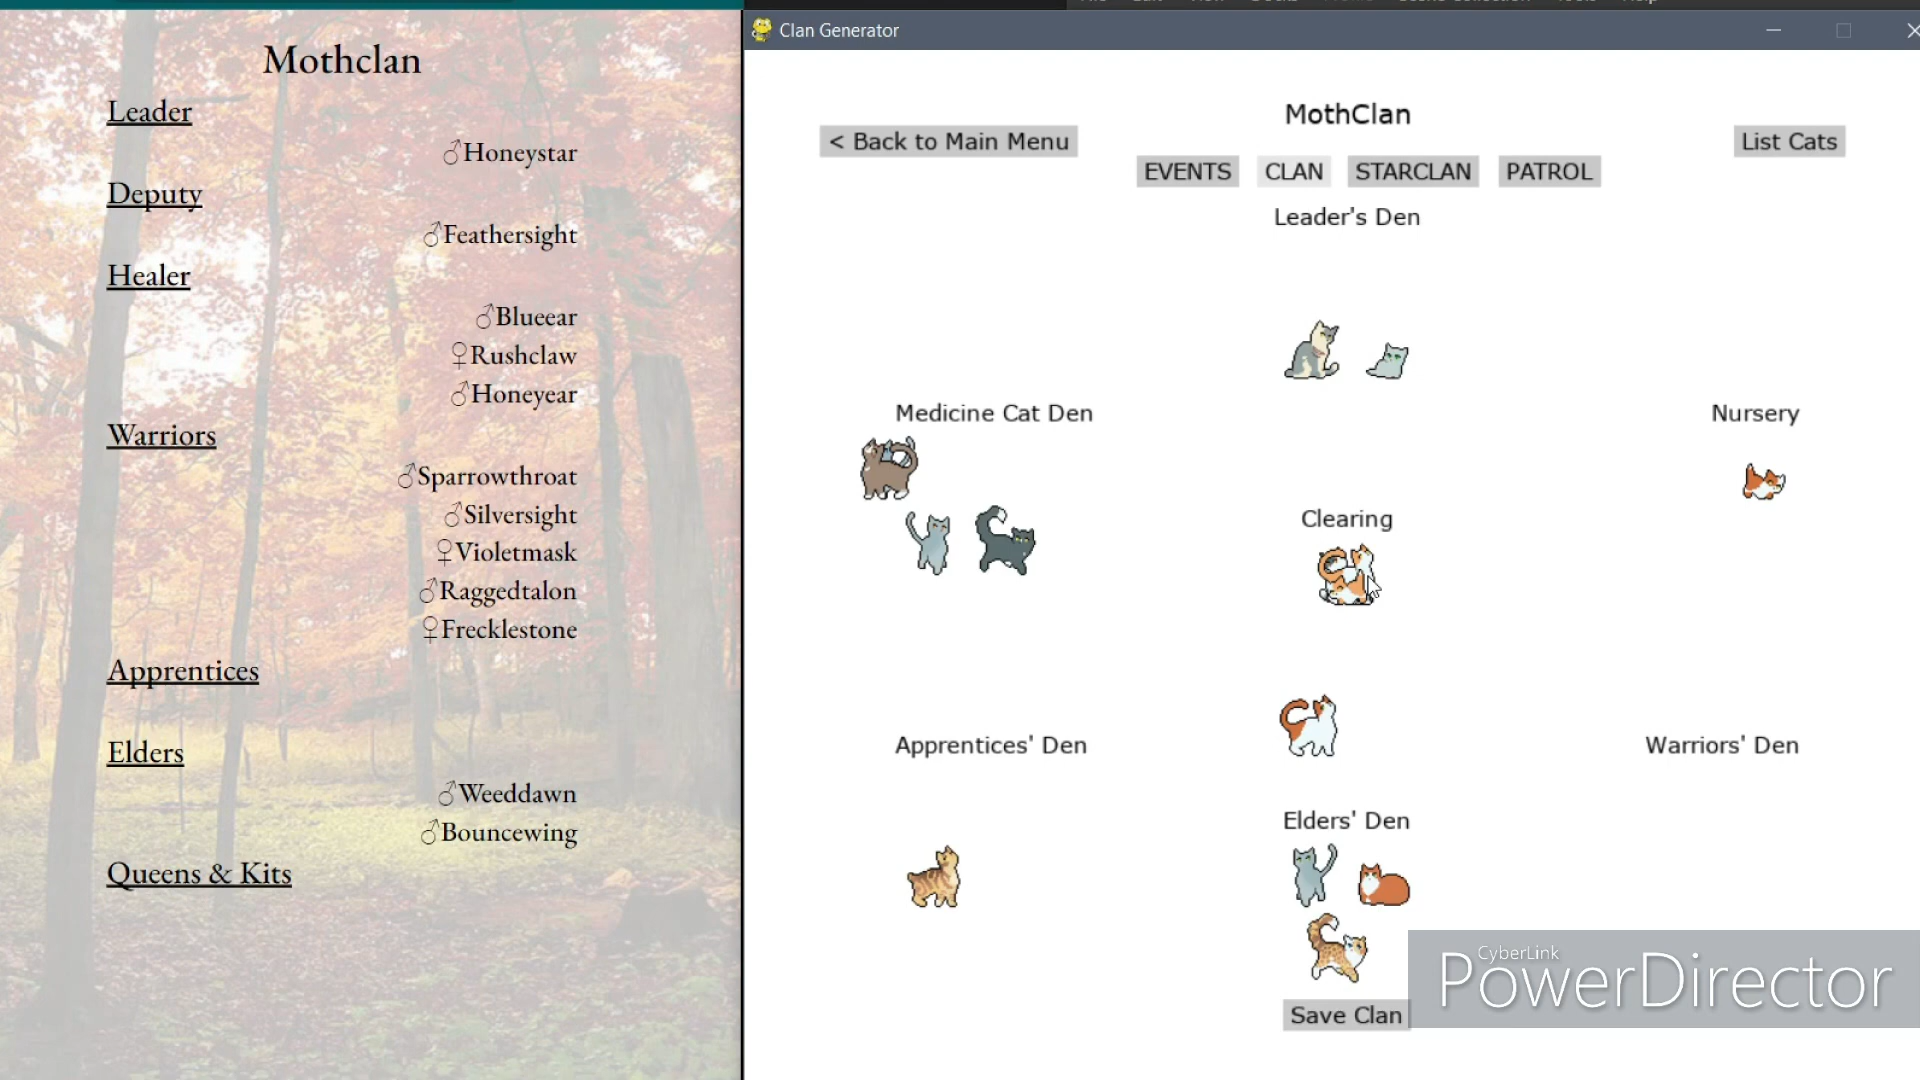 Mothclan
Leader
♂Honeystar
Deputy
♂Feathersight
Healer
♂Blueear
♀Rushclaw
♂Honeyear
Warriors
♂Sparrowthroat
♂Silversight
♀Violetmask
♂Raggedtalon
♀Frecklestone
Apprentices
Elders
♂Weeddawn
♂Bouncewing
Queens & Kits
Clan Generator
MothClan
< Back to Main Menu
List Cats
EVENTS CLAN STARCLAN PATROL
Leader's Den
Medicine Cat Den
Nursery
Clearing
Apprentices' Den
Warriors' Den
Elders' Den
Save Clan
CyberLink
PowerDirector